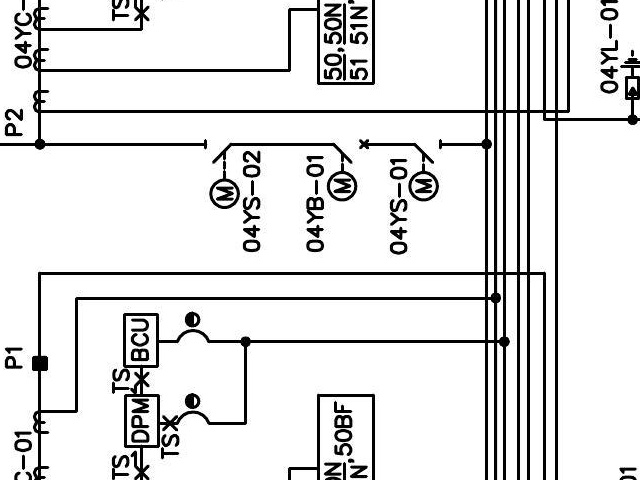 04YC-
TS
50,50N
51 51N
04YL-01
P2
M
04YS-02
M
04YB-01
M
04YS-01
P1
BCU
TS
DPM
TS
TS
C-01
,50BF
01